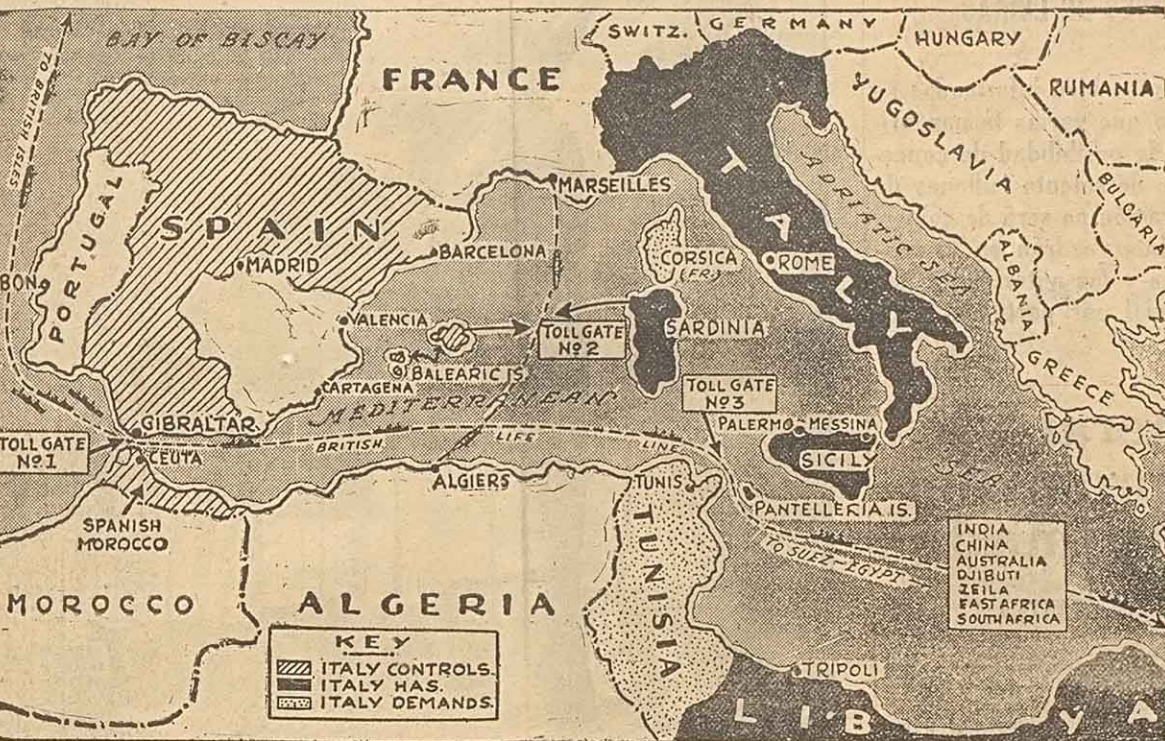 BAY OF BISCAY
TO BRITISH ISLES
FRANCE
SWITZ.
GERMANY
HUNGARY
RUMANIA
YUGOSLAVIA
BULGARIA
ALBANIA
GREECE
ITALY
ADRIATIC SEA
ROME
MARSEILLES
CORSICA
(FR.)
SARDINIA
PORTUGAL
BON
SPAIN
MADRID
BARCELONA
VALENCIA
BALEARIC IS.
CARTAGENA
TOLL GATE
No 2
MEDITERRANEAN
SEA
TOLL GATE
No 3
PALERMO
MESSINA
SICILY
GIBRALTAR
TOLL GATE
No 1
CEUTA
BRITISH LIFE LINE
ALGIERS
TUNIS
PANTELLERIA IS.
SPANISH
MOROCCO
TO SUEZ-EGYPT
INDIA
CHINA
AUSTRALIA
DJIBUTI
ZEILA
EAST AFRICA
SOUTH AFRICA
MOROCCO
ALGERIA
TUNISIA
TRIPOLI
LIBYA
KEY
ITALY CONTROLS.
ITALY HAS.
ITALY DEMANDS.